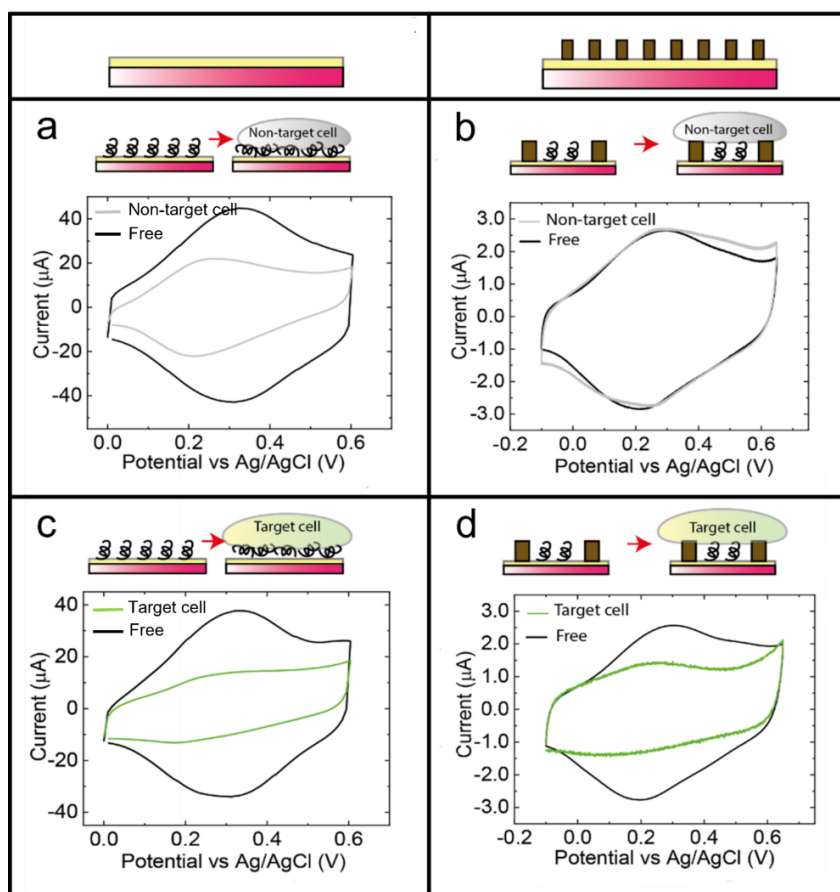 a
Non-target cell
Non-target cell
Free
40
20
0
-20
-40
Current (μA)
0.0 0.2 0.4 0.6
Potential vs Ag/AgCl (V)
b
Non-target cell
Non-target cell
Free
3.0
2.0
1.0
0.0
-1.0
-2.0
-3.0
Current (μA)
-0.2 0.0 0.2 0.4 0.6
Potential vs Ag/AgCl (V)
c
Target cell
Target cell
Free
40
20
0
-20
-40
Current (μA)
0.0 0.2 0.4 0.6
Potential vs Ag/AgCl (V)
d
Target cell
Target cell
Free
3.0
2.0
1.0
0.0
-1.0
-2.0
-3.0
Current (μA)
-0.2 0.0 0.2 0.4 0.6
Potential vs Ag/AgCl (V)